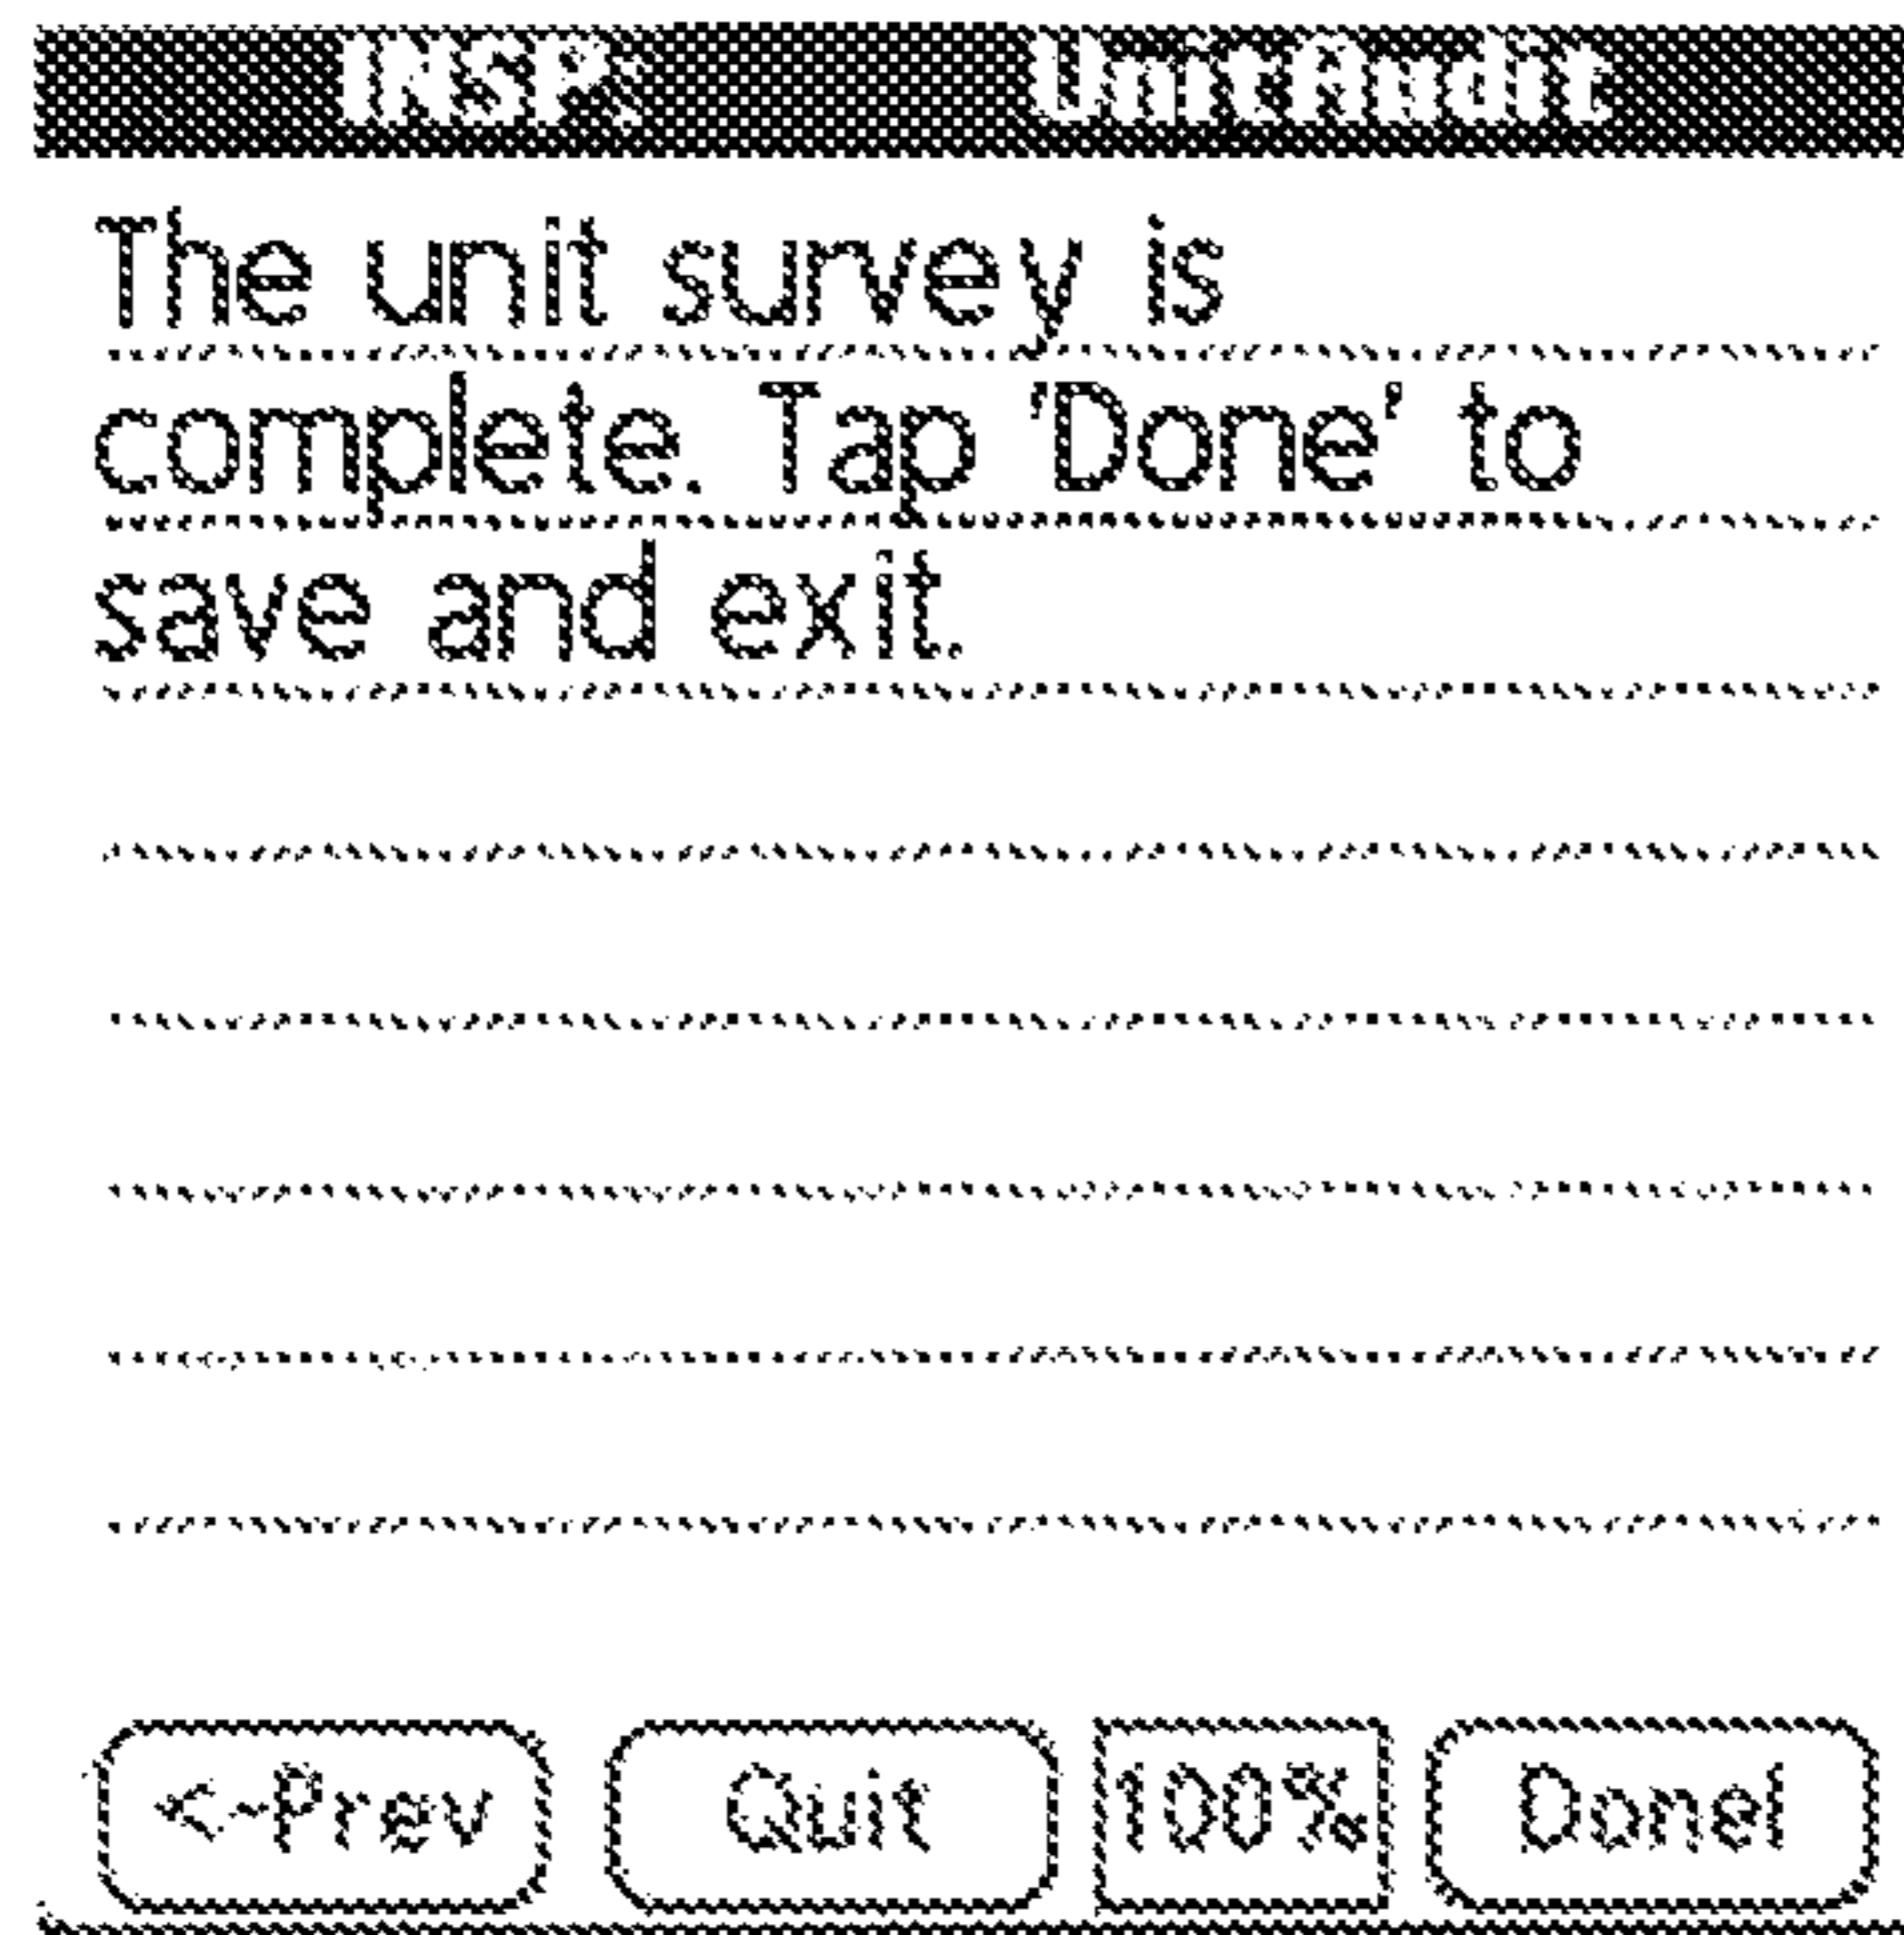 INSP: UnitAudit
The unit survey is
complete. Tap 'Done' to
save and exit.
<-Prev Quit 100% Done!